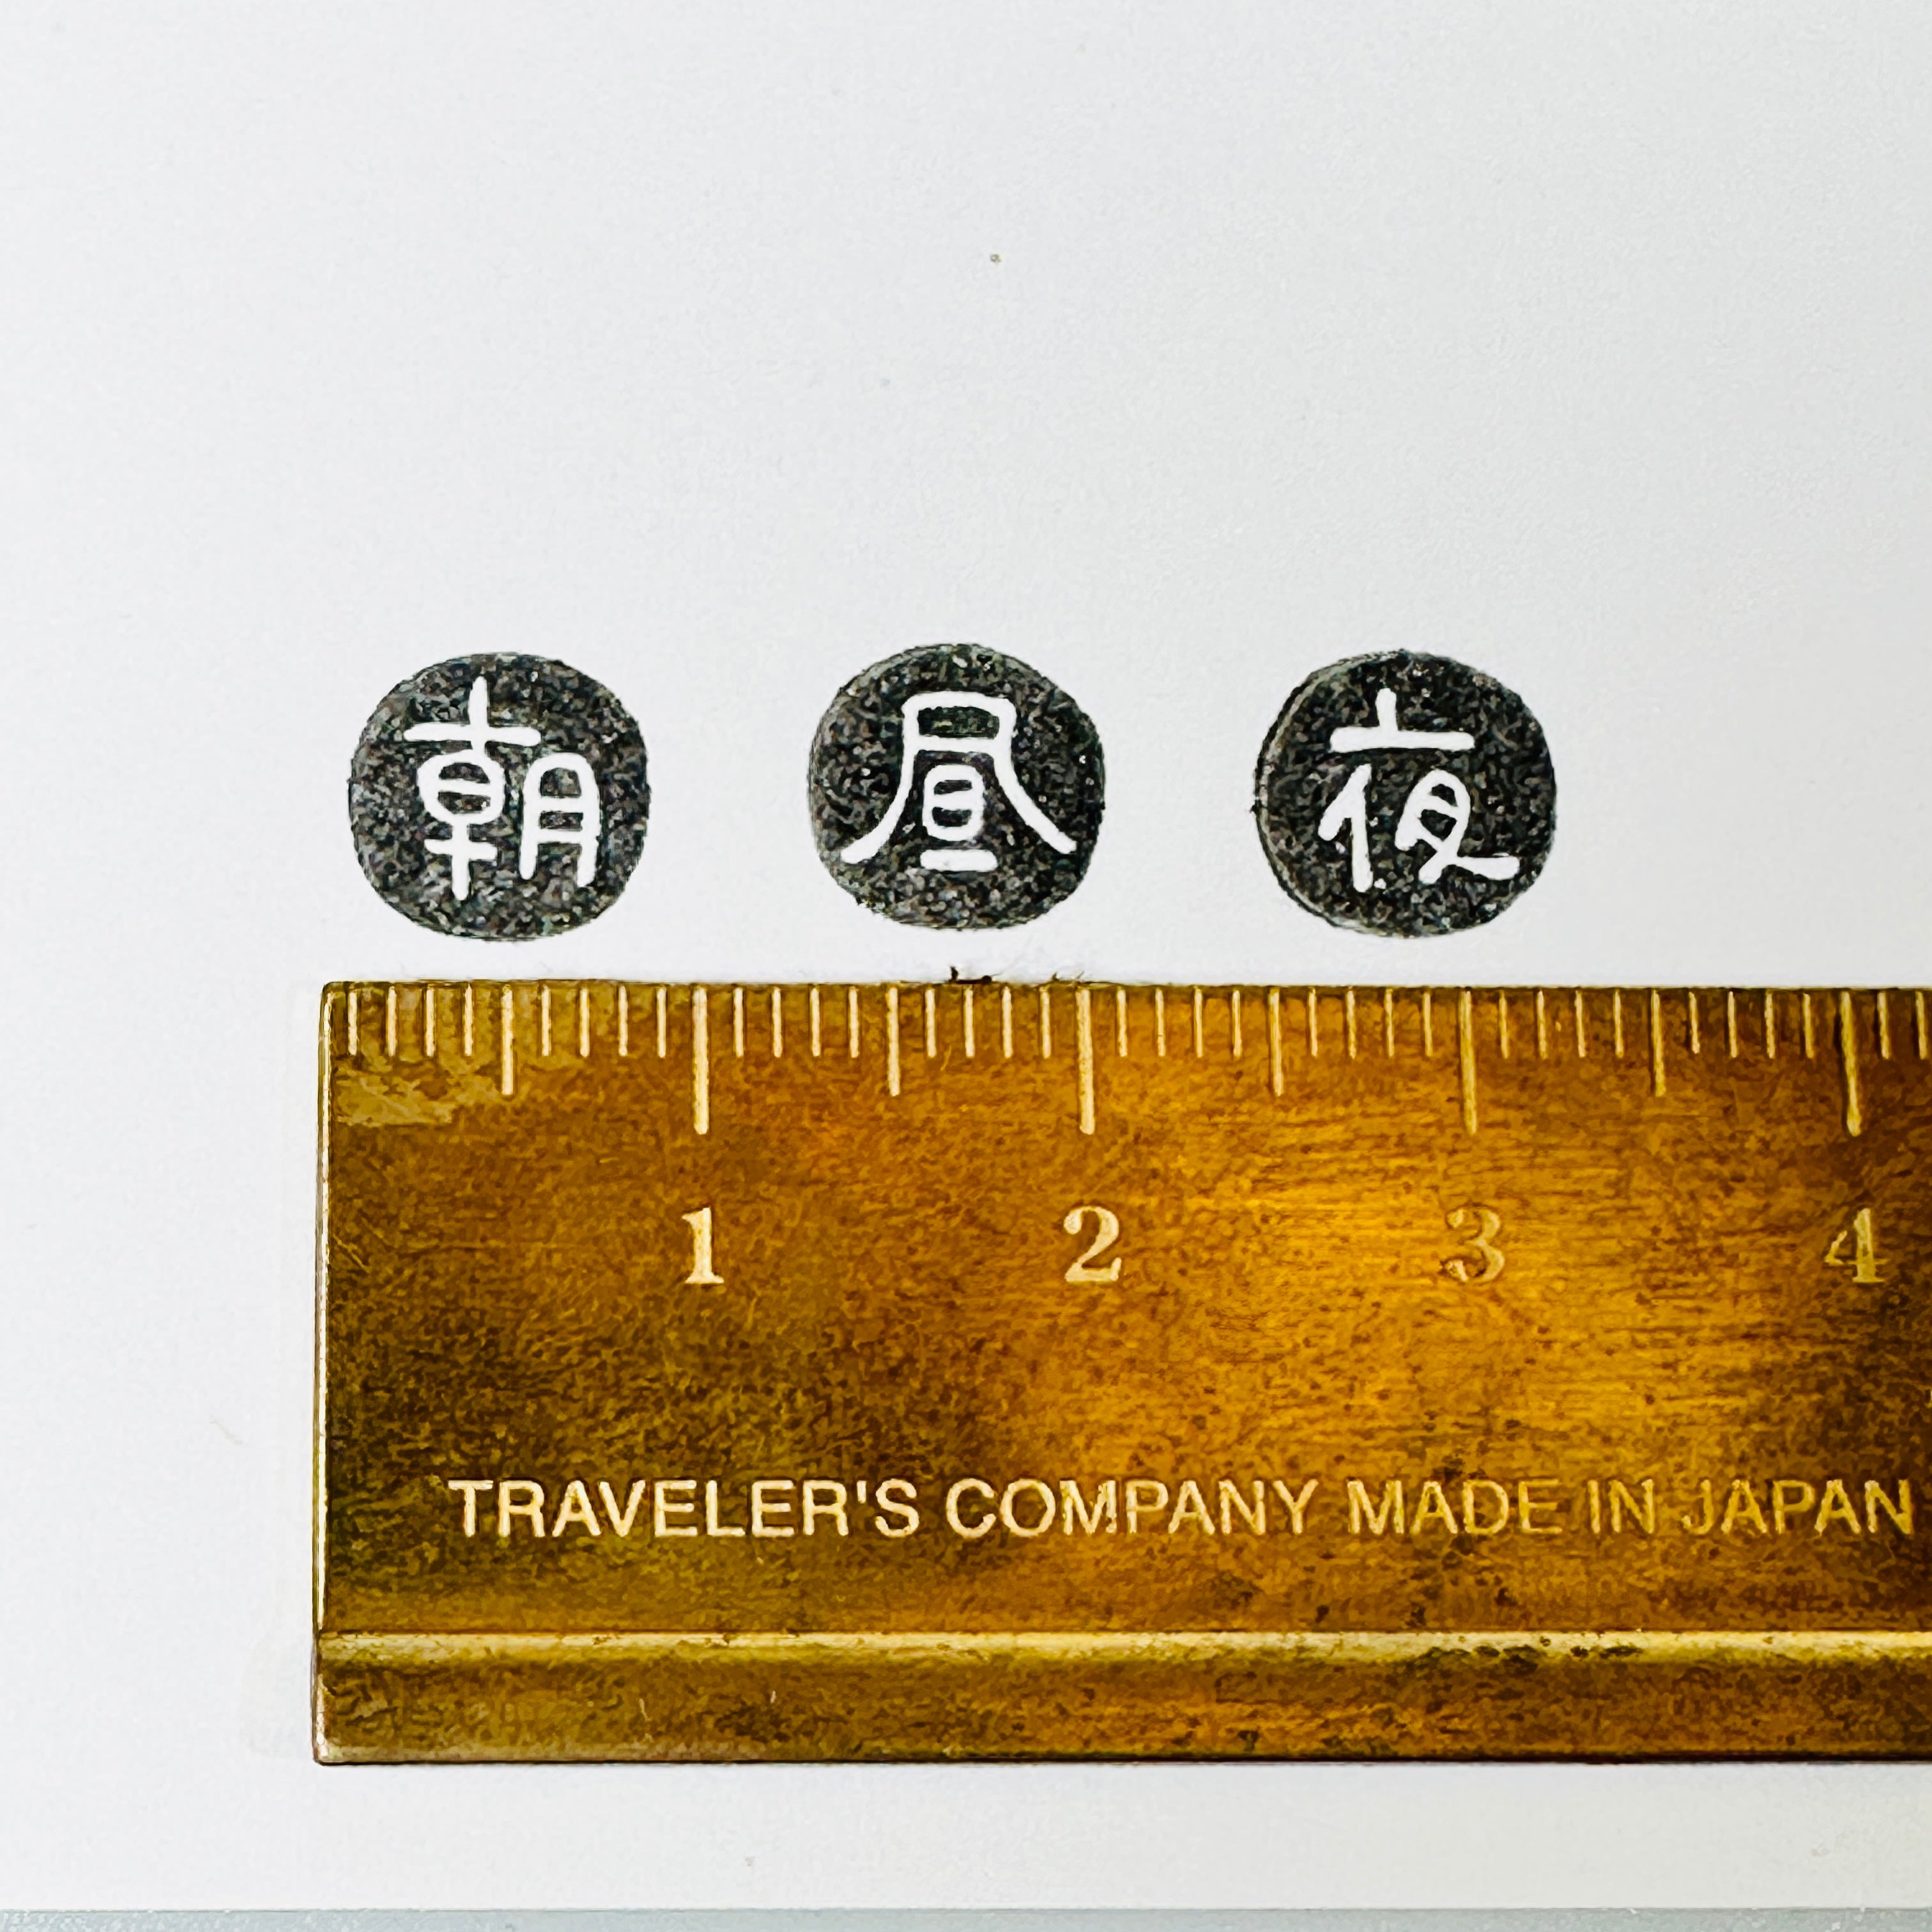 朝 昼 夜
1 2 3 4
TRAVELER'S COMPANY MADE IN JAPAN